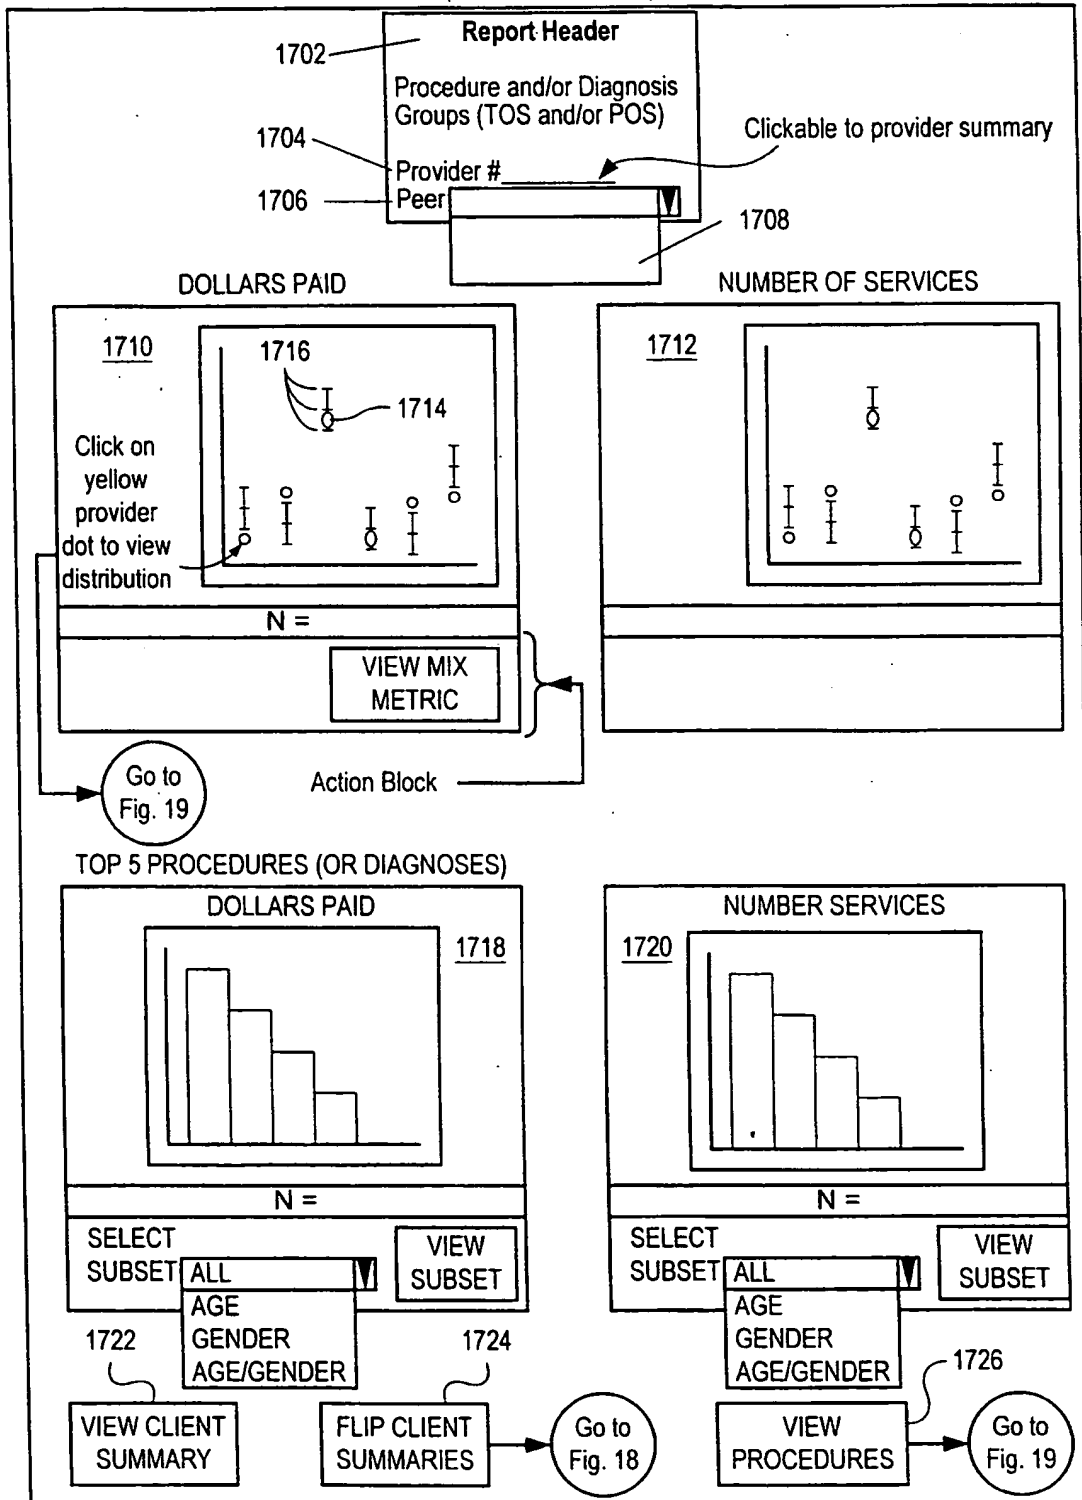 Report Header
1702
Procedure and/or Diagnosis
Groups (TOS and/or POS)
Clickable to provider summary
1704
Provider #
1706
Peer
1708
DOLLARS PAID
NUMBER OF SERVICES
1710
1716
1714
Click on
yellow
provider
dot to view
distribution
1712
N =
VIEW MIX
METRIC
Action Block
Go to
Fig. 19
TOP 5 PROCEDURES (OR DIAGNOSES)
DOLLARS PAID
1718
NUMBER SERVICES
1720
N =
N =
SELECT
SUBSET
ALL
AGE
GENDER
AGE/GENDER
VIEW
SUBSET
SELECT
SUBSET
ALL
AGE
GENDER
AGE/GENDER
VIEW
SUBSET
1722
1724
1726
VIEW CLIENT
SUMMARY
FLIP CLIENT
SUMMARIES
Go to
Fig. 18
VIEW
PROCEDURES
Go to
Fig. 19